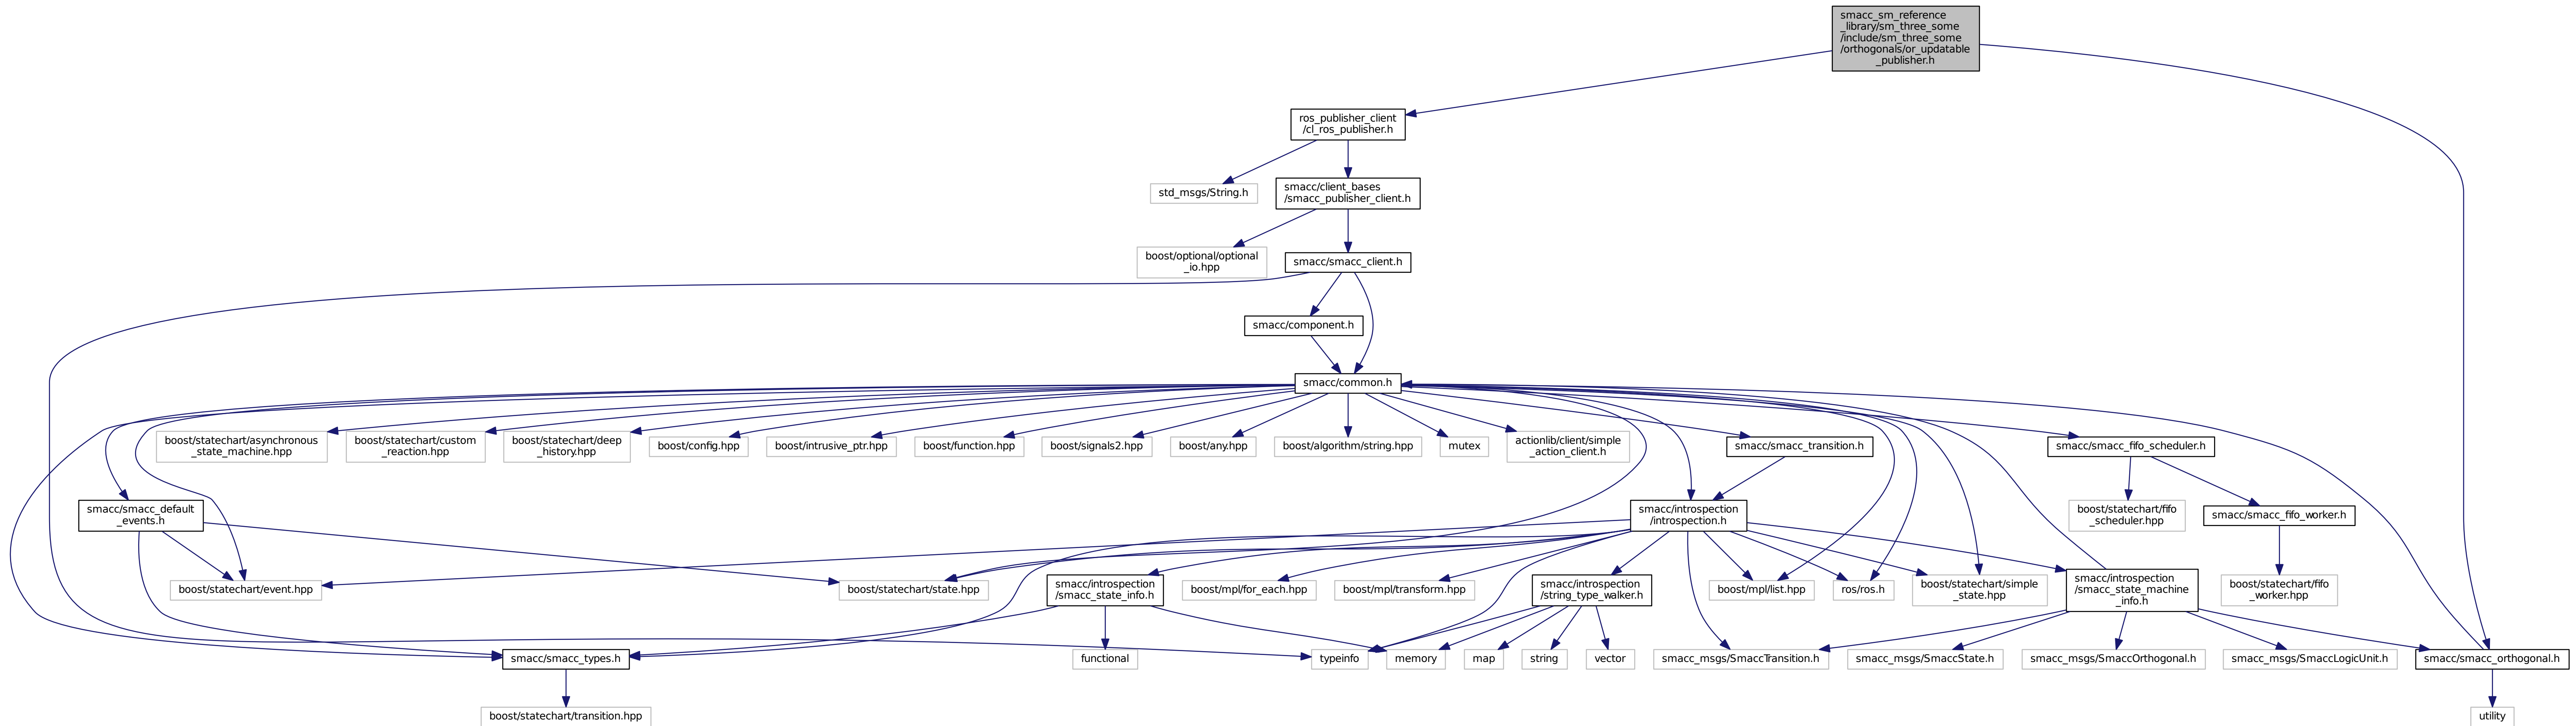 smacc_sm_reference
_library/sm_three_some
/include/sm_three_some
/orthogonals/or_updatable
_publisher.h
ros_publisher_client
/cl_ros_publisher.h
std_msgs/String.h
smacc/client_bases
/smacc_publisher_client.h
boost/optional/optional
_io.hpp
smacc/smacc_client.h
smacc/component.h
smacc/common.h
boost/statechart/asynchronous
_state_machine.hpp
boost/statechart/custom
_reaction.hpp
boost/statechart/deep
_history.hpp
boost/config.hpp
boost/intrusive_ptr.hpp
boost/function.hpp
boost/signals2.hpp
boost/any.hpp
boost/algorithm/string.hpp
mutex
actionlib/client/simple
_action_client.h
smacc/smacc_transition.h
smacc/smacc_fifo_scheduler.h
smacc/smacc_default
_events.h
smacc/introspection
/introspection.h
boost/statechart/fifo
_scheduler.hpp
smacc/smacc_fifo_worker.h
boost/statechart/event.hpp
boost/statechart/state.hpp
smacc/introspection
/smacc_state_info.h
boost/mpl/for_each.hpp
boost/mpl/transform.hpp
smacc/introspection
/string_type_walker.h
boost/mpl/list.hpp
ros/ros.h
boost/statechart/simple
_state.hpp
smacc/introspection
/smacc_state_machine
_info.h
boost/statechart/fifo
_worker.hpp
smacc/smacc_types.h
functional
typeinfo
memory
map
string
vector
smacc_msgs/SmaccTransition.h
smacc_msgs/SmaccState.h
smacc_msgs/SmaccOrthogonal.h
smacc_msgs/SmaccLogicUnit.h
smacc/smacc_orthogonal.h
boost/statechart/transition.hpp
utility